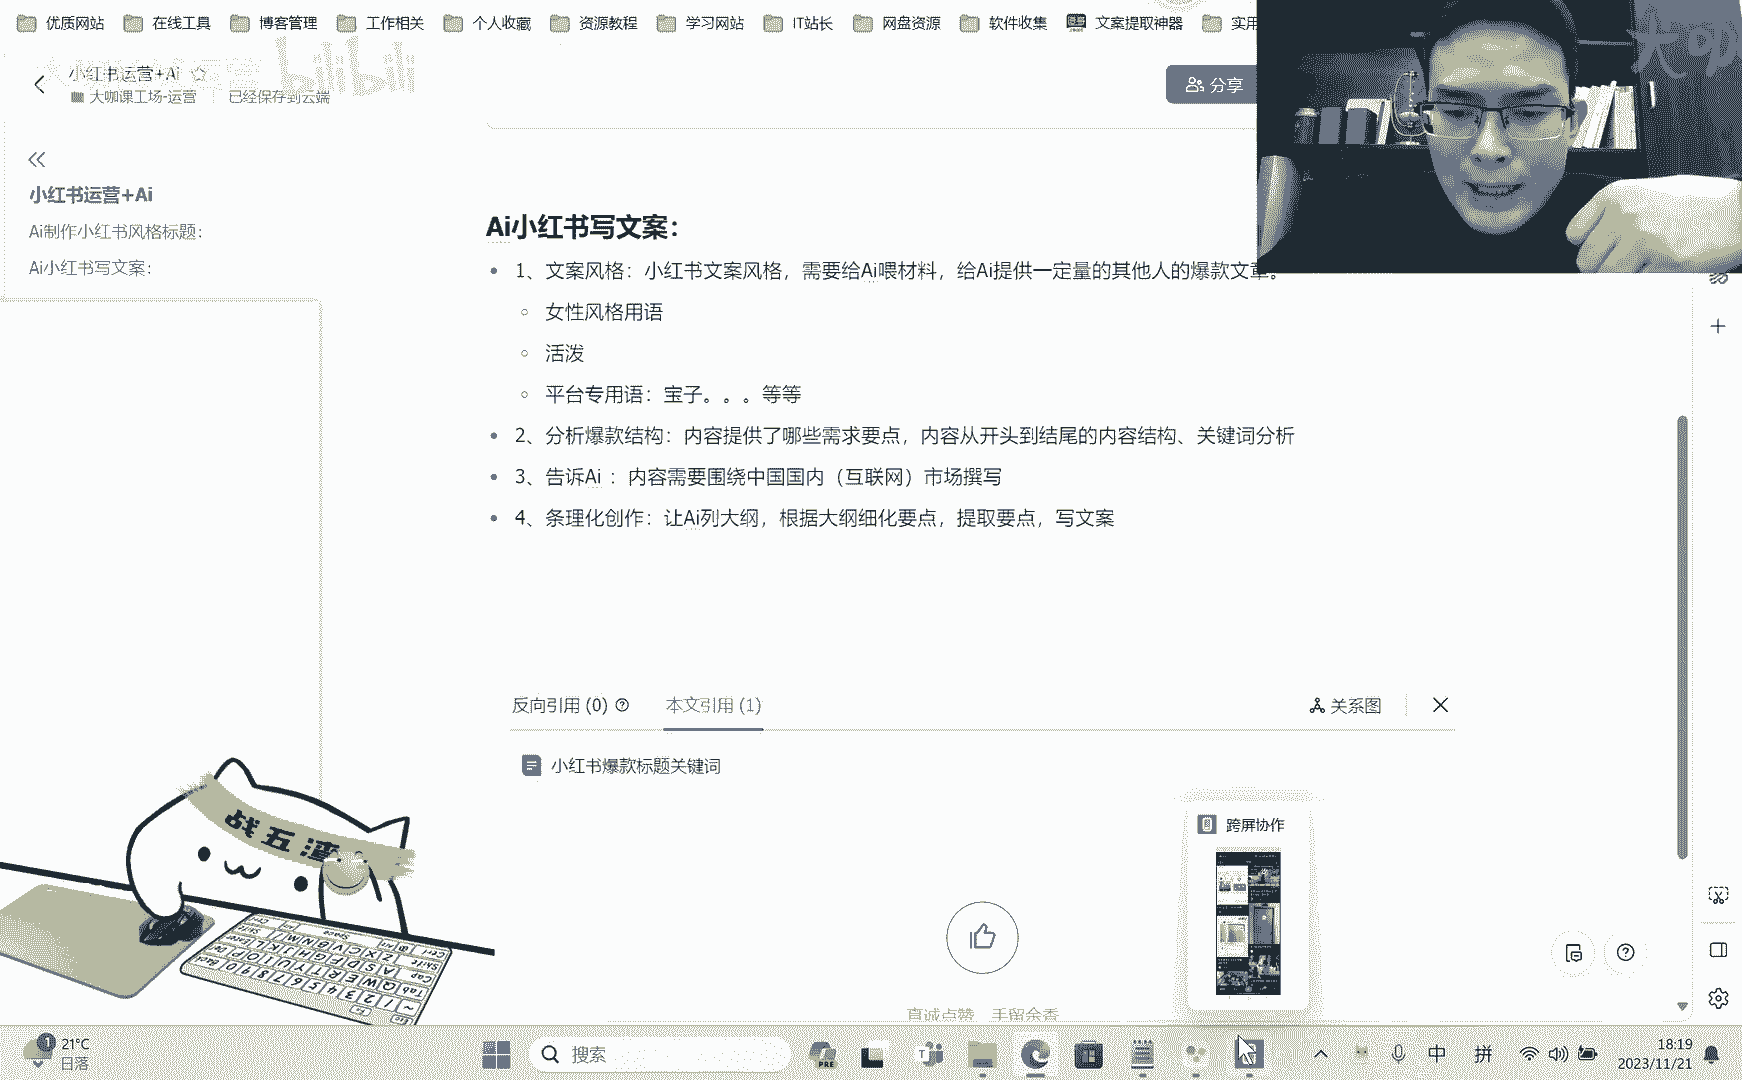 优质网站
在线工具
博客管理
工作相关
个人收藏
资源教程
学习网站
IT站长
网盘资源
软件收集
文案提取神器
实用
小红书运营+Ai
bilibili
大咖
大咖课工场-运营
已经保存到云端
分享
小红书运营+Ai
Ai制作小红书风格标题：
Ai小红书写文案：
Ai小红书写文案：
1、文案风格：小红书文案风格，需要给Ai喂材料，给Ai提供一定量的其他人的爆款文章。
女性风格用语
活泼
平台专用语：宝子。。。等等
2、分析爆款结构：内容提供了哪些需求要点，内容从开头到结尾的内容结构、关键词分析
3、告诉Ai ：内容需要围绕中国国内（互联网）市场撰写
4、条理化创作：让Ai列大纲，根据大纲细化要点，提取要点，写文案
反向引用 (0)
本文引用 (1)
关系图
小红书爆款标题关键词
跨屏协作
战五渣
真诚点赞，手留余香
1
21°C
日落
搜索
PRE
中
拼
18:19
2023/11/21